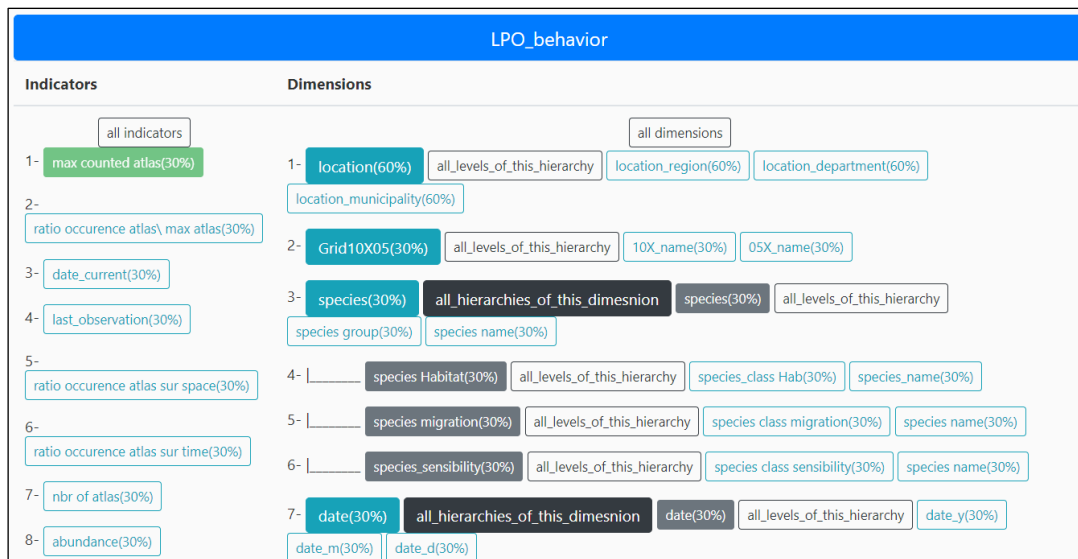 LPO_behavior
Indicators
Dimensions
all indicators
1- max counted atlas(30%)
2-
ratio occurence atlas\ max atlas(30%)
3- date_current(30%)
4- last_observation(30%)
5-
ratio occurence atlas sur space(30%)
6-
ratio occurence atlas sur time(30%)
7- nbr of atlas(30%)
8- abundance(30%)
all dimensions
1- location(60%) all_levels_of_this_hierarchy location_region(60%) location_department(60%)
location_municipality(60%)
2- Grid10X05(30%) all_levels_of_this_hierarchy 10X_name(30%) 05X_name(30%)
3- species(30%) all_hierarchies_of_this_dimesnion species(30%) all_levels_of_this_hierarchy
species group(30%) species name(30%)
4- |_______ species Habitat(30%) all_levels_of_this_hierarchy species_class Hab(30%) species_name(30%)
5- |_______ species migration(30%) all_levels_of_this_hierarchy species class migration(30%) species name(30%)
6- |_______ species_sensibility(30%) all_levels_of_this_hierarchy species class sensibility(30%) species name(30%)
7- date(30%) all_hierarchies_of_this_dimesnion date(30%) all_levels_of_this_hierarchy date_y(30%)
date_m(30%) date_d(30%)